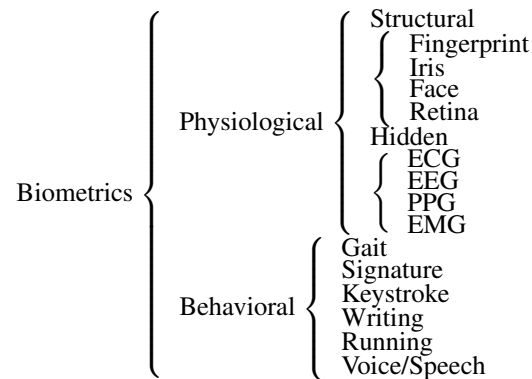 Structural
Fingerprint
Iris
Face
Retina
Physiological
Hidden
ECG
EEG
PPG
EMG
Biometrics
Gait
Signature
Keystroke
Behavioral
Writing
Running
Voice/Speech